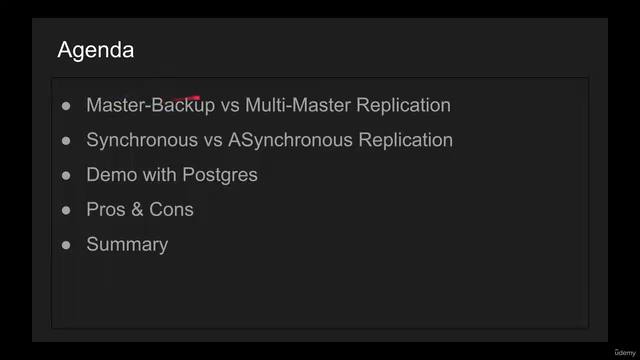 Agenda
● Master-Backup vs Multi-Master Replication
● Synchronous vs ASynchronous Replication
● Demo with Postgres
● Pros & Cons
● Summary
udemy